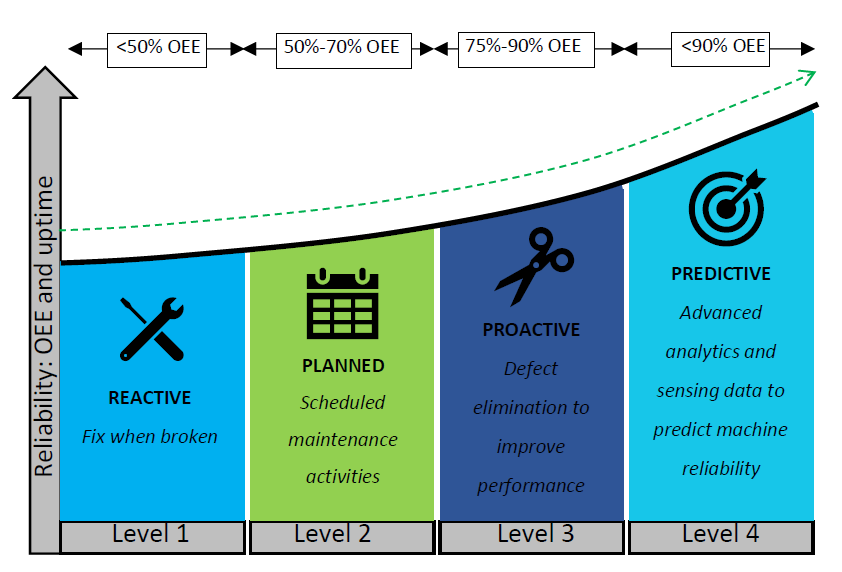 <50% OEE
50%-70% OEE
75%-90% OEE
<90% OEE
Reliability: OEE and uptime
REACTIVE
Fix when broken
PLANNED
Scheduled
maintenance
activities
PROACTIVE
Defect
elimination to
improve
performance
PREDICTIVE
Advanced
analytics and
sensing data to
predict machine
reliability
Level 1
Level 2
Level 3
Level 4